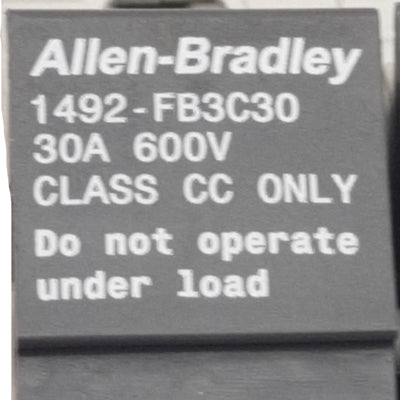 Allen-Bradley
1492-FB3C30
30A 600V
CLASS CC ONLY
Do not operate
under load